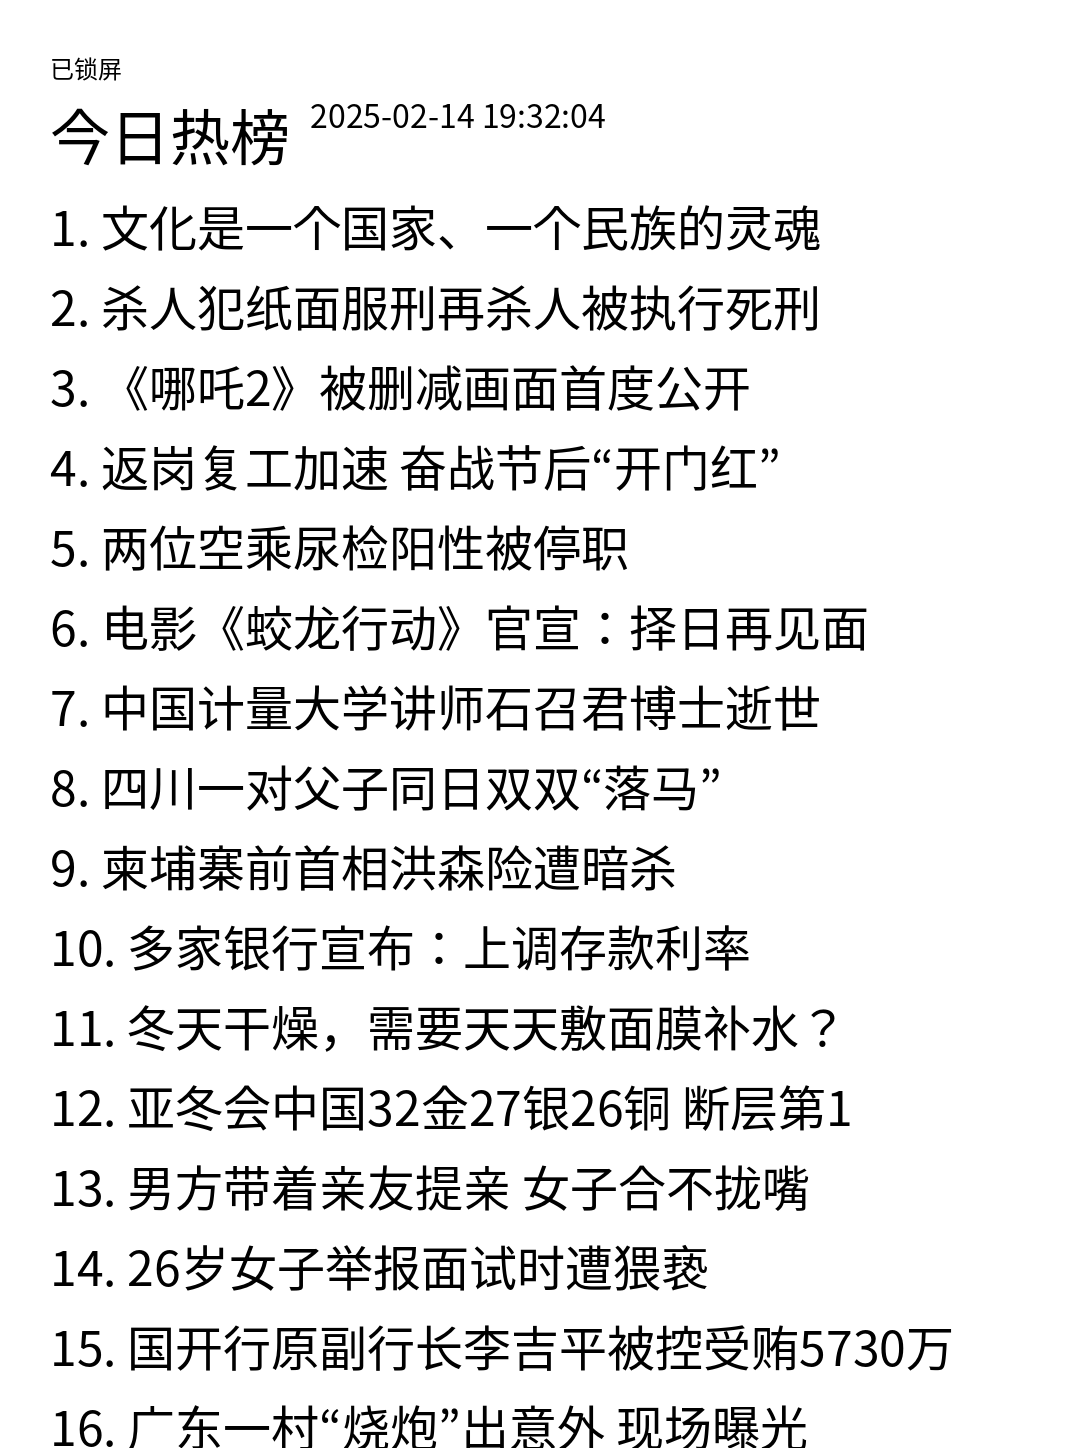 已锁屏
今日热榜 2025-02-14 19:32:04
1. 文化是一个国家、一个民族的灵魂
2. 杀人犯纸面服刑再杀人被执行死刑
3. 《哪吒2》被删减画面首度公开
4. 返岗复工加速 奋战节后“开门红”
5. 两位空乘尿检阳性被停职
6. 电影《蛟龙行动》官宣：择日再见面
7. 中国计量大学讲师石召君博士逝世
8. 四川一对父子同日双双“落马”
9. 柬埔寨前首相洪森险遭暗杀
10. 多家银行宣布：上调存款利率
11. 冬天干燥，需要天天敷面膜补水？
12. 亚冬会中国32金27银26铜 断层第1
13. 男方带着亲友提亲 女子合不拢嘴
14. 26岁女子举报面试时遭猥亵
15. 国开行原副行长李吉平被控受贿5730万
16. 广东一村“烧炮”出意外 现场曝光